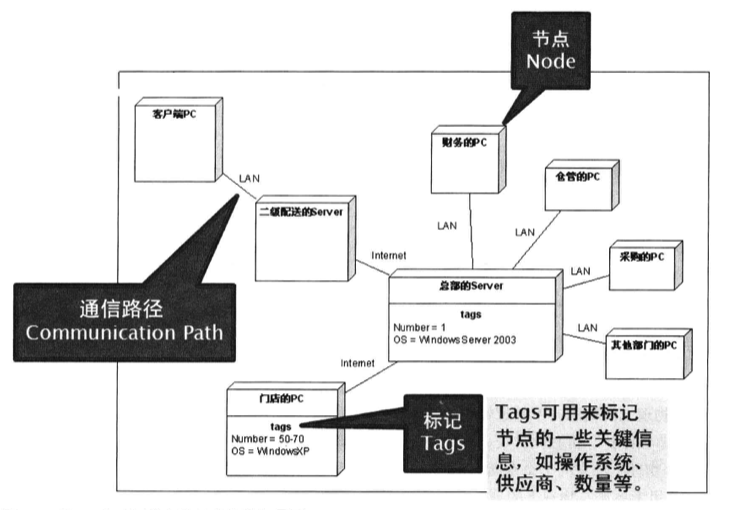 节点
Node
客户端PC
财务的PC
仓管的PC
LAN
二级配送的Server
LAN
LAN
Internet
采购的PC
总部的Server
LAN
通信路径
Communication Path
tags
Number = 1
OS = WindowsServer 2003
LAN
其他部门的PC
Internet
门店的PC
标记
Tags
tags
Number = 50-70
OS = WindowsXP
Tags可用来标记
节点的一些关键信
息，如操作系统、
供应商、数量等。